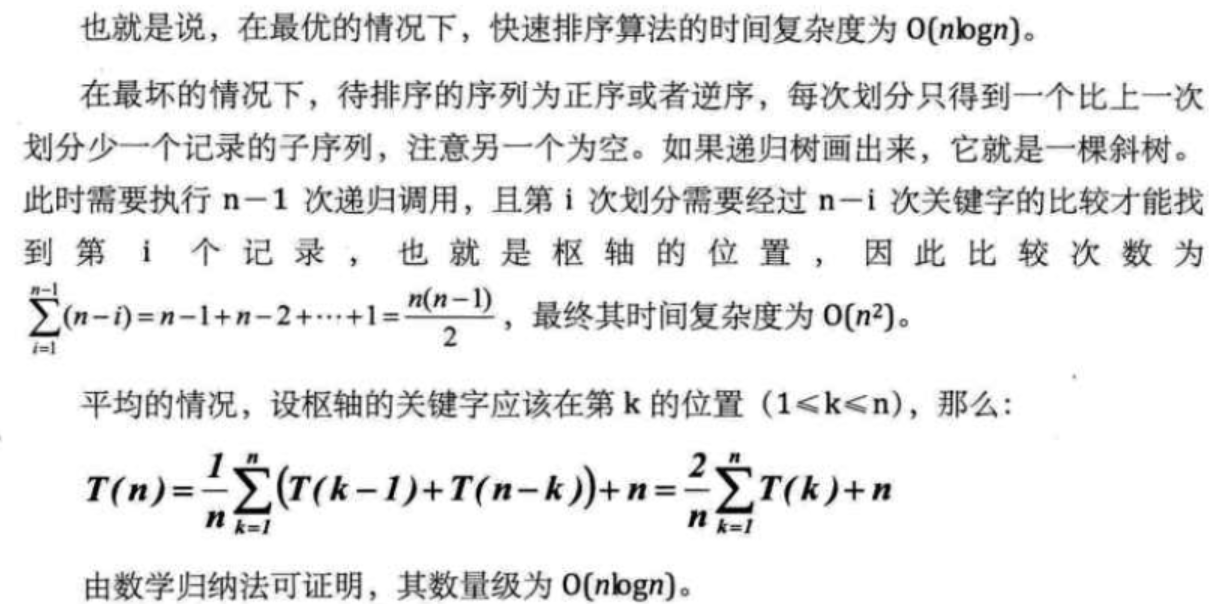 也就是说，在最优的情况下，快速排序算法的时间复杂度为 O(nlogn)。
在最坏的情况下，待排序的序列为正序或者逆序，每次划分只得到一个比上一次
划分少一个记录的子序列，注意另一个为空。如果递归树画出来，它就是一棵斜树。
此时需要执行 n－1 次递归调用，且第 i 次划分需要经过 n－i 次关键字的比较才能找
到第 i 个记录，也就是枢轴的位置，因此比较次数为
\sum_{i=1}^{n-1}(n-i)=n-1+n-2+\cdots+1=\frac{n(n-1)}{2}，最终其时间复杂度为 O(n²)。
平均的情况，设枢轴的关键字应该在第 k 的位置（1≤k≤n），那么：
T(n)=\frac{1}{n}\sum_{k=1}^{n}(T(k-1)+T(n-k))+n=\frac{2}{n}\sum_{k=1}^{n}T(k)+n
由数学归纳法可证明，其数量级为 O(nlogn)。